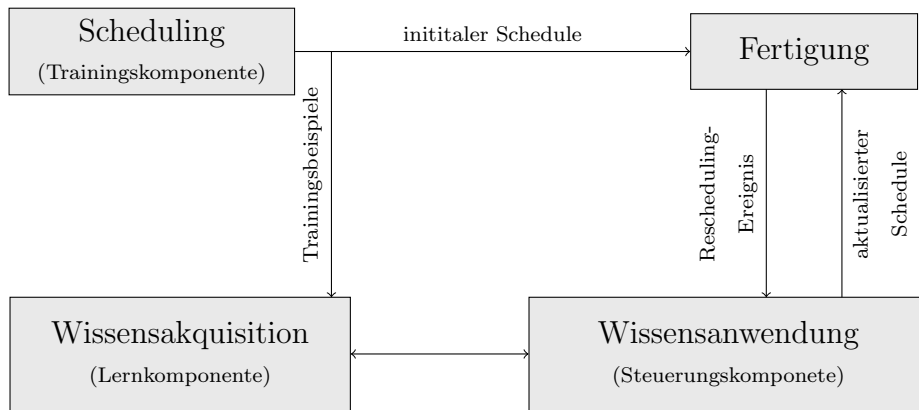 Scheduling
(Trainingskomponente)
inititaler Schedule
Fertigung
Trainingsbeispiele
Rescheduling-
Ereignis
aktualisierter
Schedule
Wissensakquisition
(Lernkomponente)
Wissensanwendung
(Steuerungskomponete)